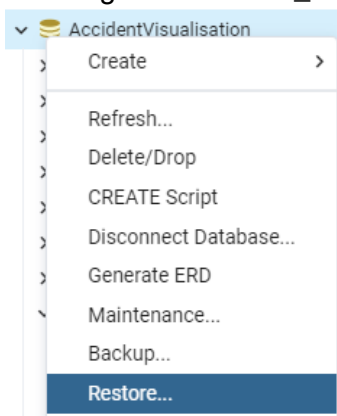 AccidentVisualisation
Create
Refresh...
Delete/Drop
CREATE Script
Disconnect Database...
Generate ERD
Maintenance...
Backup...
Restore...